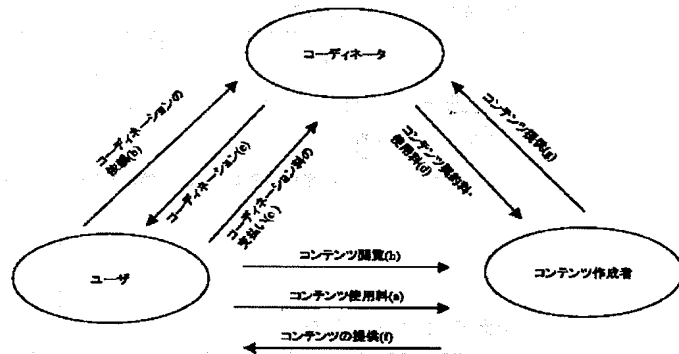 コーディネータ
コーディネーションの
依頼(b)
コーディネーション(e)
コーディネーション料の
支払い(c)
コンテンツ契約料・
使用料(d)
コンテンツ提供(g)
ユーザ
コンテンツ閲覧(h)
コンテンツ使用料(a)
コンテンツの提供(f)
コンテンツ作成者